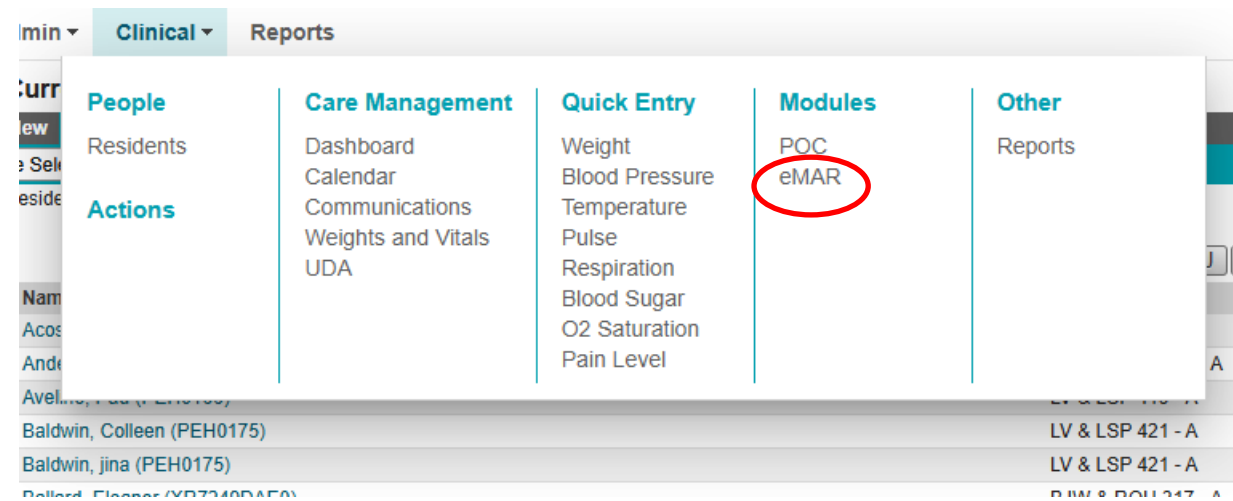 Clinical Reports
People
Residents
Actions
Care Management
Dashboard
Calendar
Communications
Weights and Vitals
UDA
Quick Entry
Weight
Blood Pressure
Temperature
Pulse
Respiration
Blood Sugar
O2 Saturation
Pain Level
Modules
POC
eMAR
Other
Reports
A
Baldwin, Colleen (PEH0175) LV & LSP 421 - A
Baldwin, jina (PEH0175) LV & LSP 421 - A